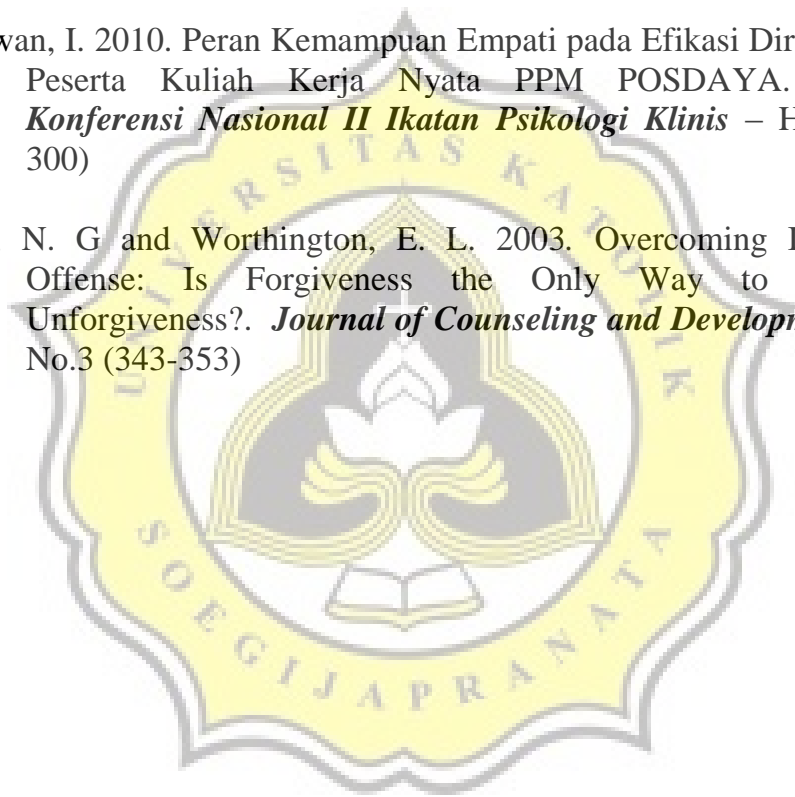 wan, I. 2010. Peran Kemampuan Empati pada Efikasi Dir
Peserta Kuliah Kerja Nyata PPM POSDAYA.
Konferensi Nasional II Ikatan Psikologi Klinis – H
300)
N. G and Worthington, E. L. 2003. Overcoming
Offense: Is Forgiveness the Only Way to
Unforgiveness?. Journal of Counseling and Develop
No.3 (343-353)
UNIVERSITAS KATOLIK
SOEGIJAPRANATA